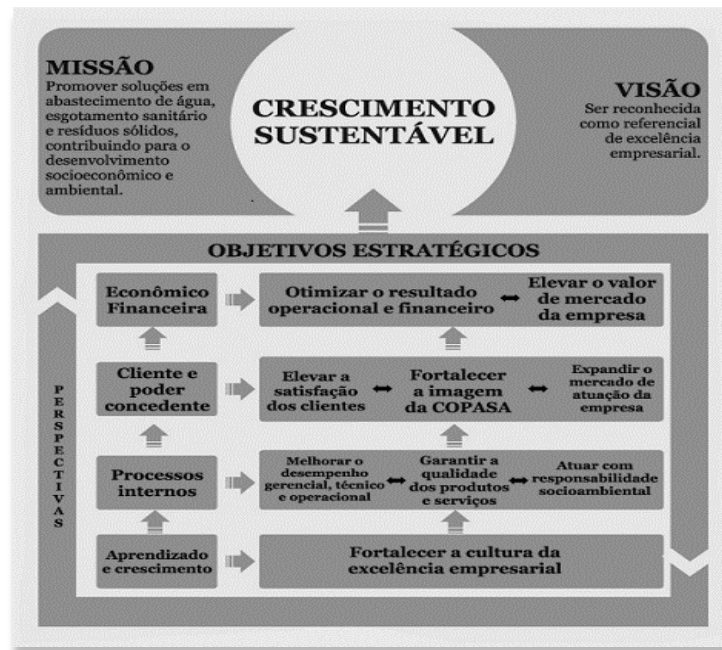 MISSÃO
Promover soluções em
abastecimento de água,
esgotamento sanitário
e resíduos sólidos,
contribuindo para o
desenvolvimento
socioeconômico e
ambiental.
CRESCIMENTO
SUSTENTÁVEL
VISÃO
Ser reconhecida
como referencial
de excelência
empresarial.
OBJETIVOS ESTRATÉGICOS
PERSPECTIVAS
Econômico
Financeira
Otimizar o resultado
operacional e financeiro
Elevar o valor
de mercado
da empresa
Cliente e
poder
concedente
Elevar a
satisfação
dos clientes
Fortalecer
a imagem
da COPASA
Expandir o
mercado de
atuação da
empresa
Processos
internos
Melhorar o
desempenho
gerencial, técnico
e operacional
Garantir a
qualidade
dos produtos
e serviços
Atuar com
responsabilidade
socioambiental
Aprendizado
e crescimento
Fortalecer a cultura da
excelência empresarial